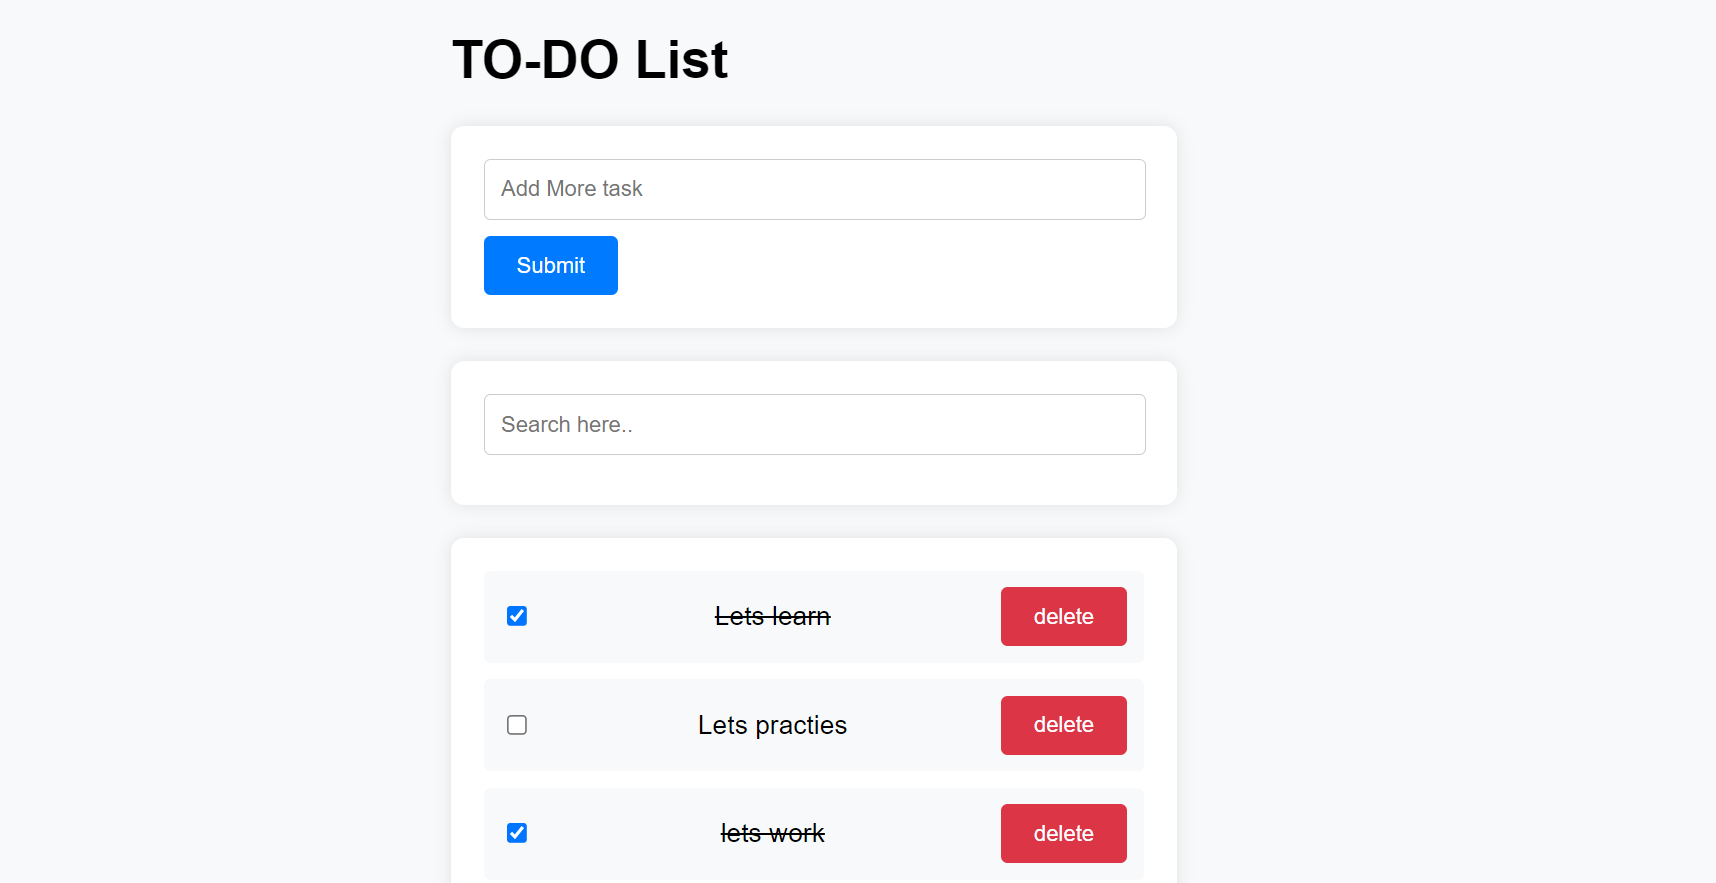 TO-DO List
Add More task
Submit
Search here..
Lets learn
delete
Lets practies
delete
lets work
delete